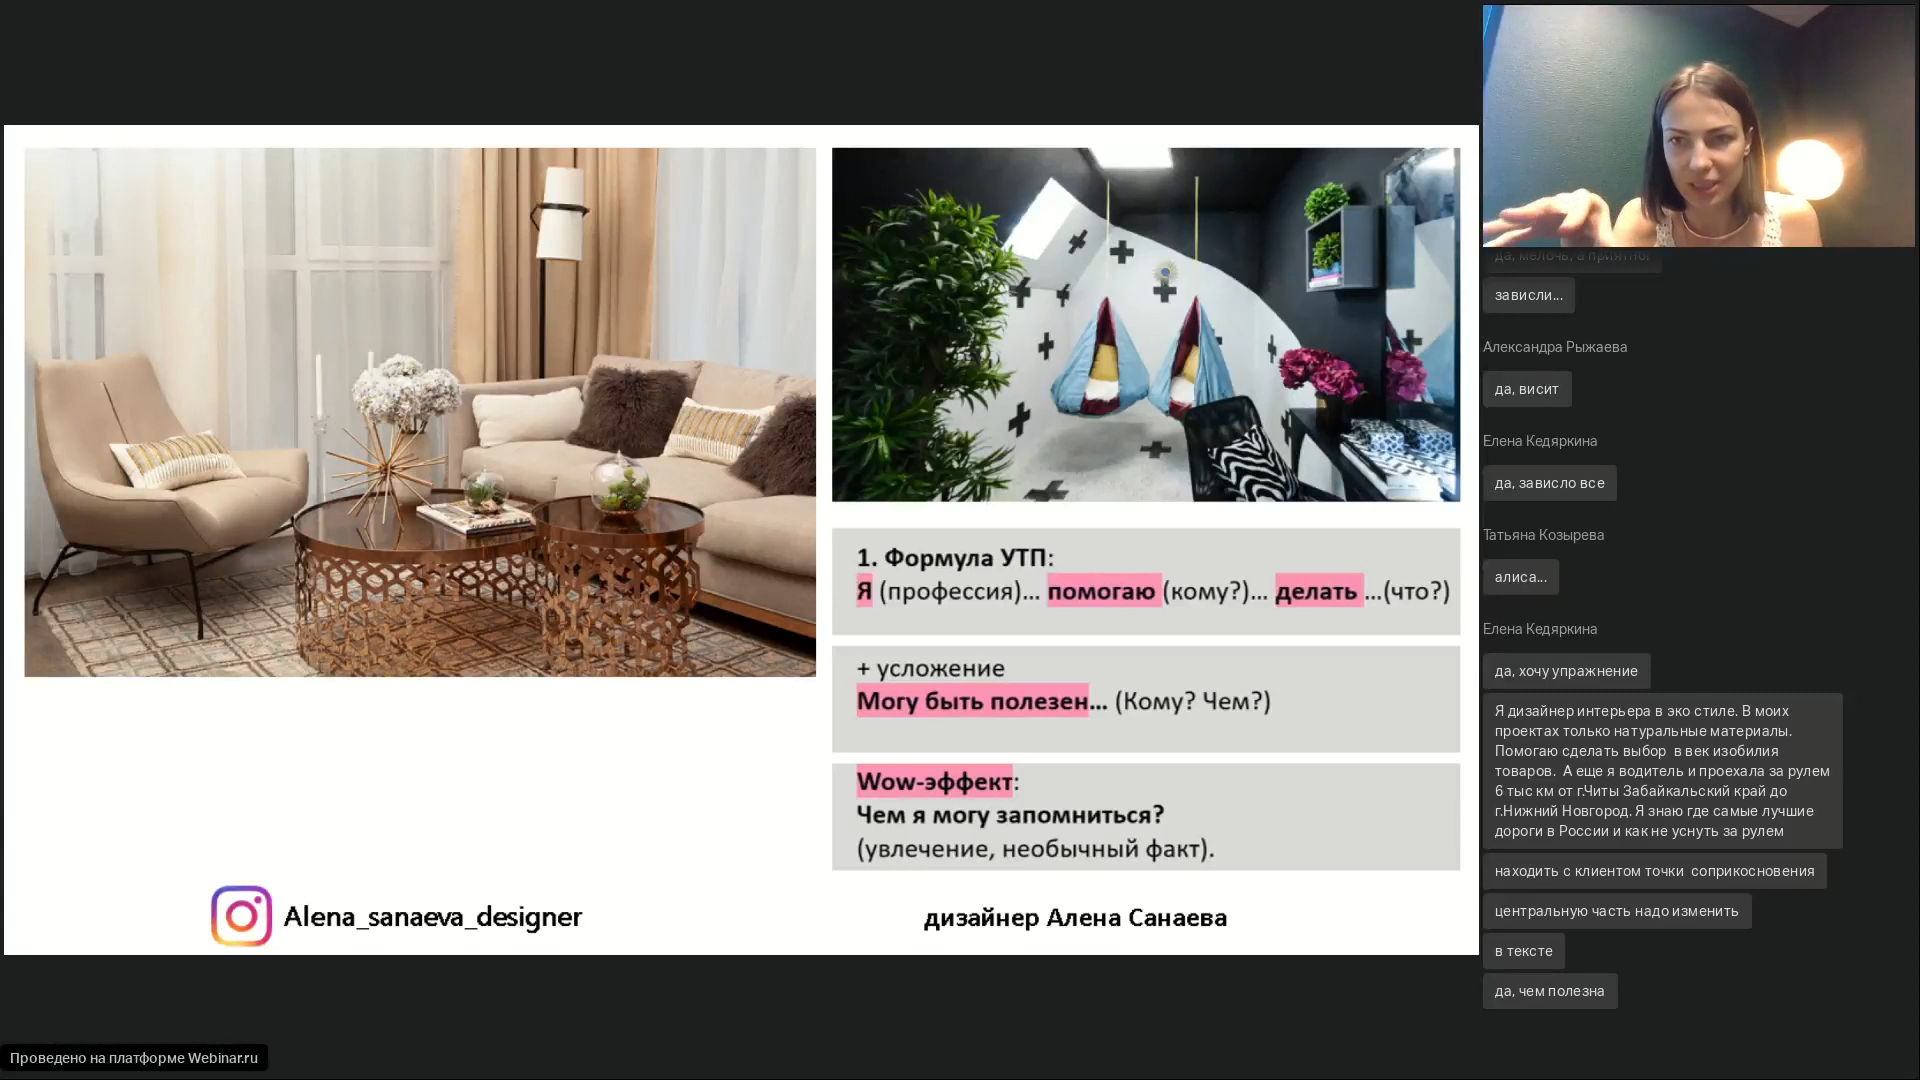 1. Формула УТП:
Я (профессия)... помогаю (кому?)... делать ...(что?)
+ усложение
Могу быть полезен... (Кому? Чем?)
Wow-эффект:
Чем я могу запомниться?
(увлечение, необычный факт).
Alena_sanaeva_designer
дизайнер Алена Санаева
да, мелочь, а приятно!
зависли...
Александра Рыжаева
да, висит
Елена Кедяркина
да, зависло все
Татьяна Козырева
алиса...
Елена Кедяркина
да, хочу упражнение
Я дизайнер интерьера в эко стиле. В моих
проектах только натуральные материалы.
Помогаю сделать выбор в век изобилия
товаров. А еще я водитель и проехала за рулем
6 тыс км от г.Читы Забайкальский край до
г.Нижний Новгород. Я знаю где самые лучшие
дороги в России и как не уснуть за рулем
находить с клиентом точки соприкосновения
центральную часть надо изменить
в тексте
да, чем полезна
Проведено на платформе Webinar.ru